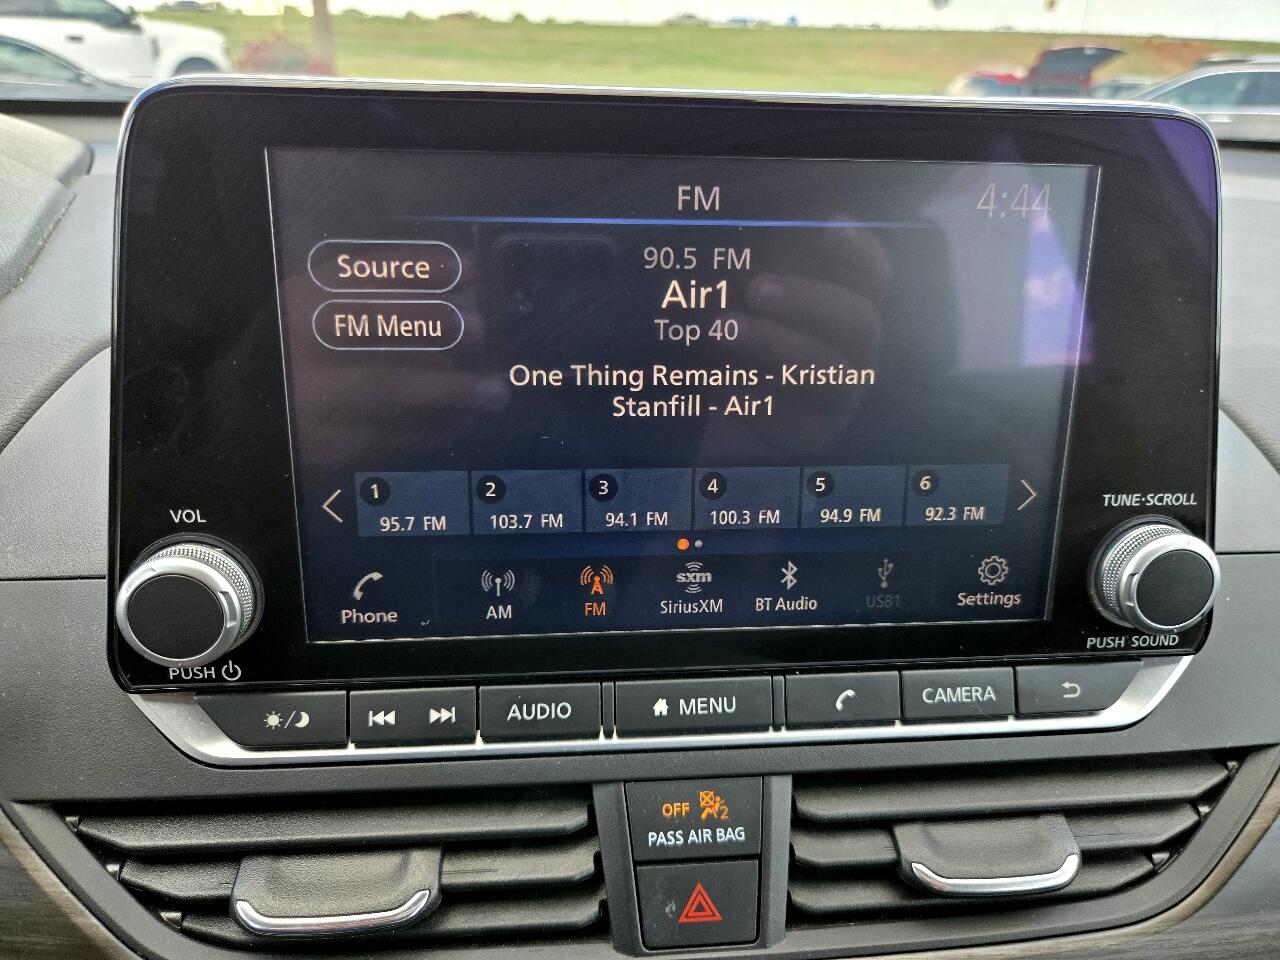 FM
4:44
Source
FM Menu
90.5 FM
Air1
Top 40
One Thing Remains - Kristian
Stanfill - Air1
1
95.7 FM
2
103.7 FM
3
94.1 FM
4
100.3 FM
5
94.9 FM
6
92.3 FM
VOL
TUNE·SCROLL
Phone
AM
FM
sxm
SiriusXM
BT Audio
USB1
Settings
PUSH
PUSH SOUND
AUDIO
MENU
CAMERA
OFF
2
PASS AIR BAG